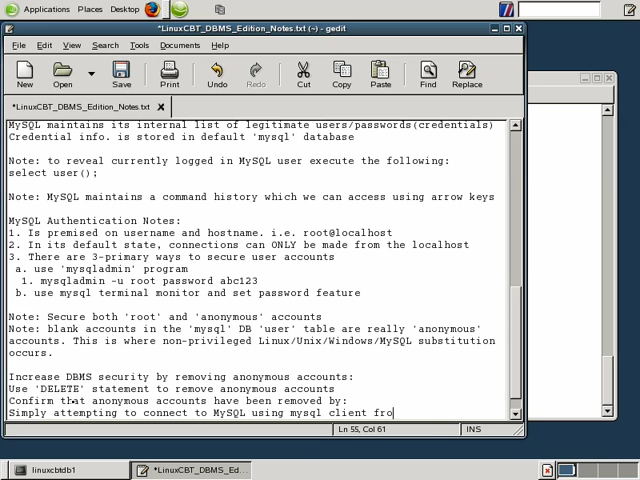 Applications Places Desktop
*LinuxCBT_DBMS_Edition_Notes.txt (~) - gedit
File Edit View Search Tools Documents Help
New Open Save Print Undo Redo Cut Copy Paste Find Replace
*LinuxCBT_DBMS_Edition_Notes.txt
MySQL maintains its internal list of legitimate users/passwords(credentials)
Credential info. is stored in default 'mysql' database
Note: to reveal currently logged in MySQL user execute the following:
select user();
Note: MySQL maintains a command history which we can access using arrow keys
MySQL Authentication Notes:
1. Is premised on username and hostname. i.e. root@localhost
2. In its default state, connections can ONLY be made from the localhost
3. There are 3-primary ways to secure user accounts
a. use 'mysqladmin' program
1. mysqladmin -u root password abc123
b. use mysql terminal monitor and set password feature
Note: Secure both 'root' and 'anonymous' accounts
Note: blank accounts in the 'mysql' DB 'user' table are really 'anonymous'
accounts. This is where non-privileged Linux/Unix/Windows/MySQL substitution
occurs.
Increase DBMS security by removing anonymous accounts:
Use 'DELETE' statement to remove anonymous accounts
Confirm that anonymous accounts have been removed by:
Simply attempting to connect to MySQL using mysql client fro
Ln 55, Col 61 INS
linuxcbtdb1 *LinuxCBT_DBMS_Ed...